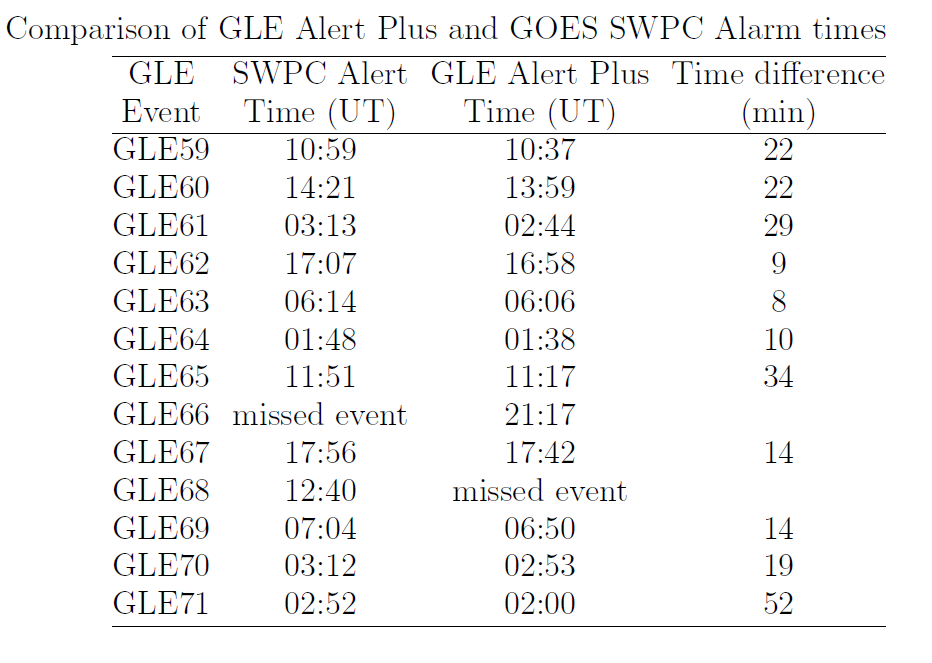 Comparison of GLE Alert Plus and GOES SWPC Alarm times
GLE SWPC Alert GLE Alert Plus Time difference
Event Time (UT) Time (UT) (min)
GLE59 10:59 10:37 22
GLE60 14:21 13:59 22
GLE61 03:13 02:44 29
GLE62 17:07 16:58 9
GLE63 06:14 06:06 8
GLE64 01:48 01:38 10
GLE65 11:51 11:17 34
GLE66 missed event 21:17
GLE67 17:56 17:42 14
GLE68 12:40 missed event
GLE69 07:04 06:50 14
GLE70 03:12 02:53 19
GLE71 02:52 02:00 52